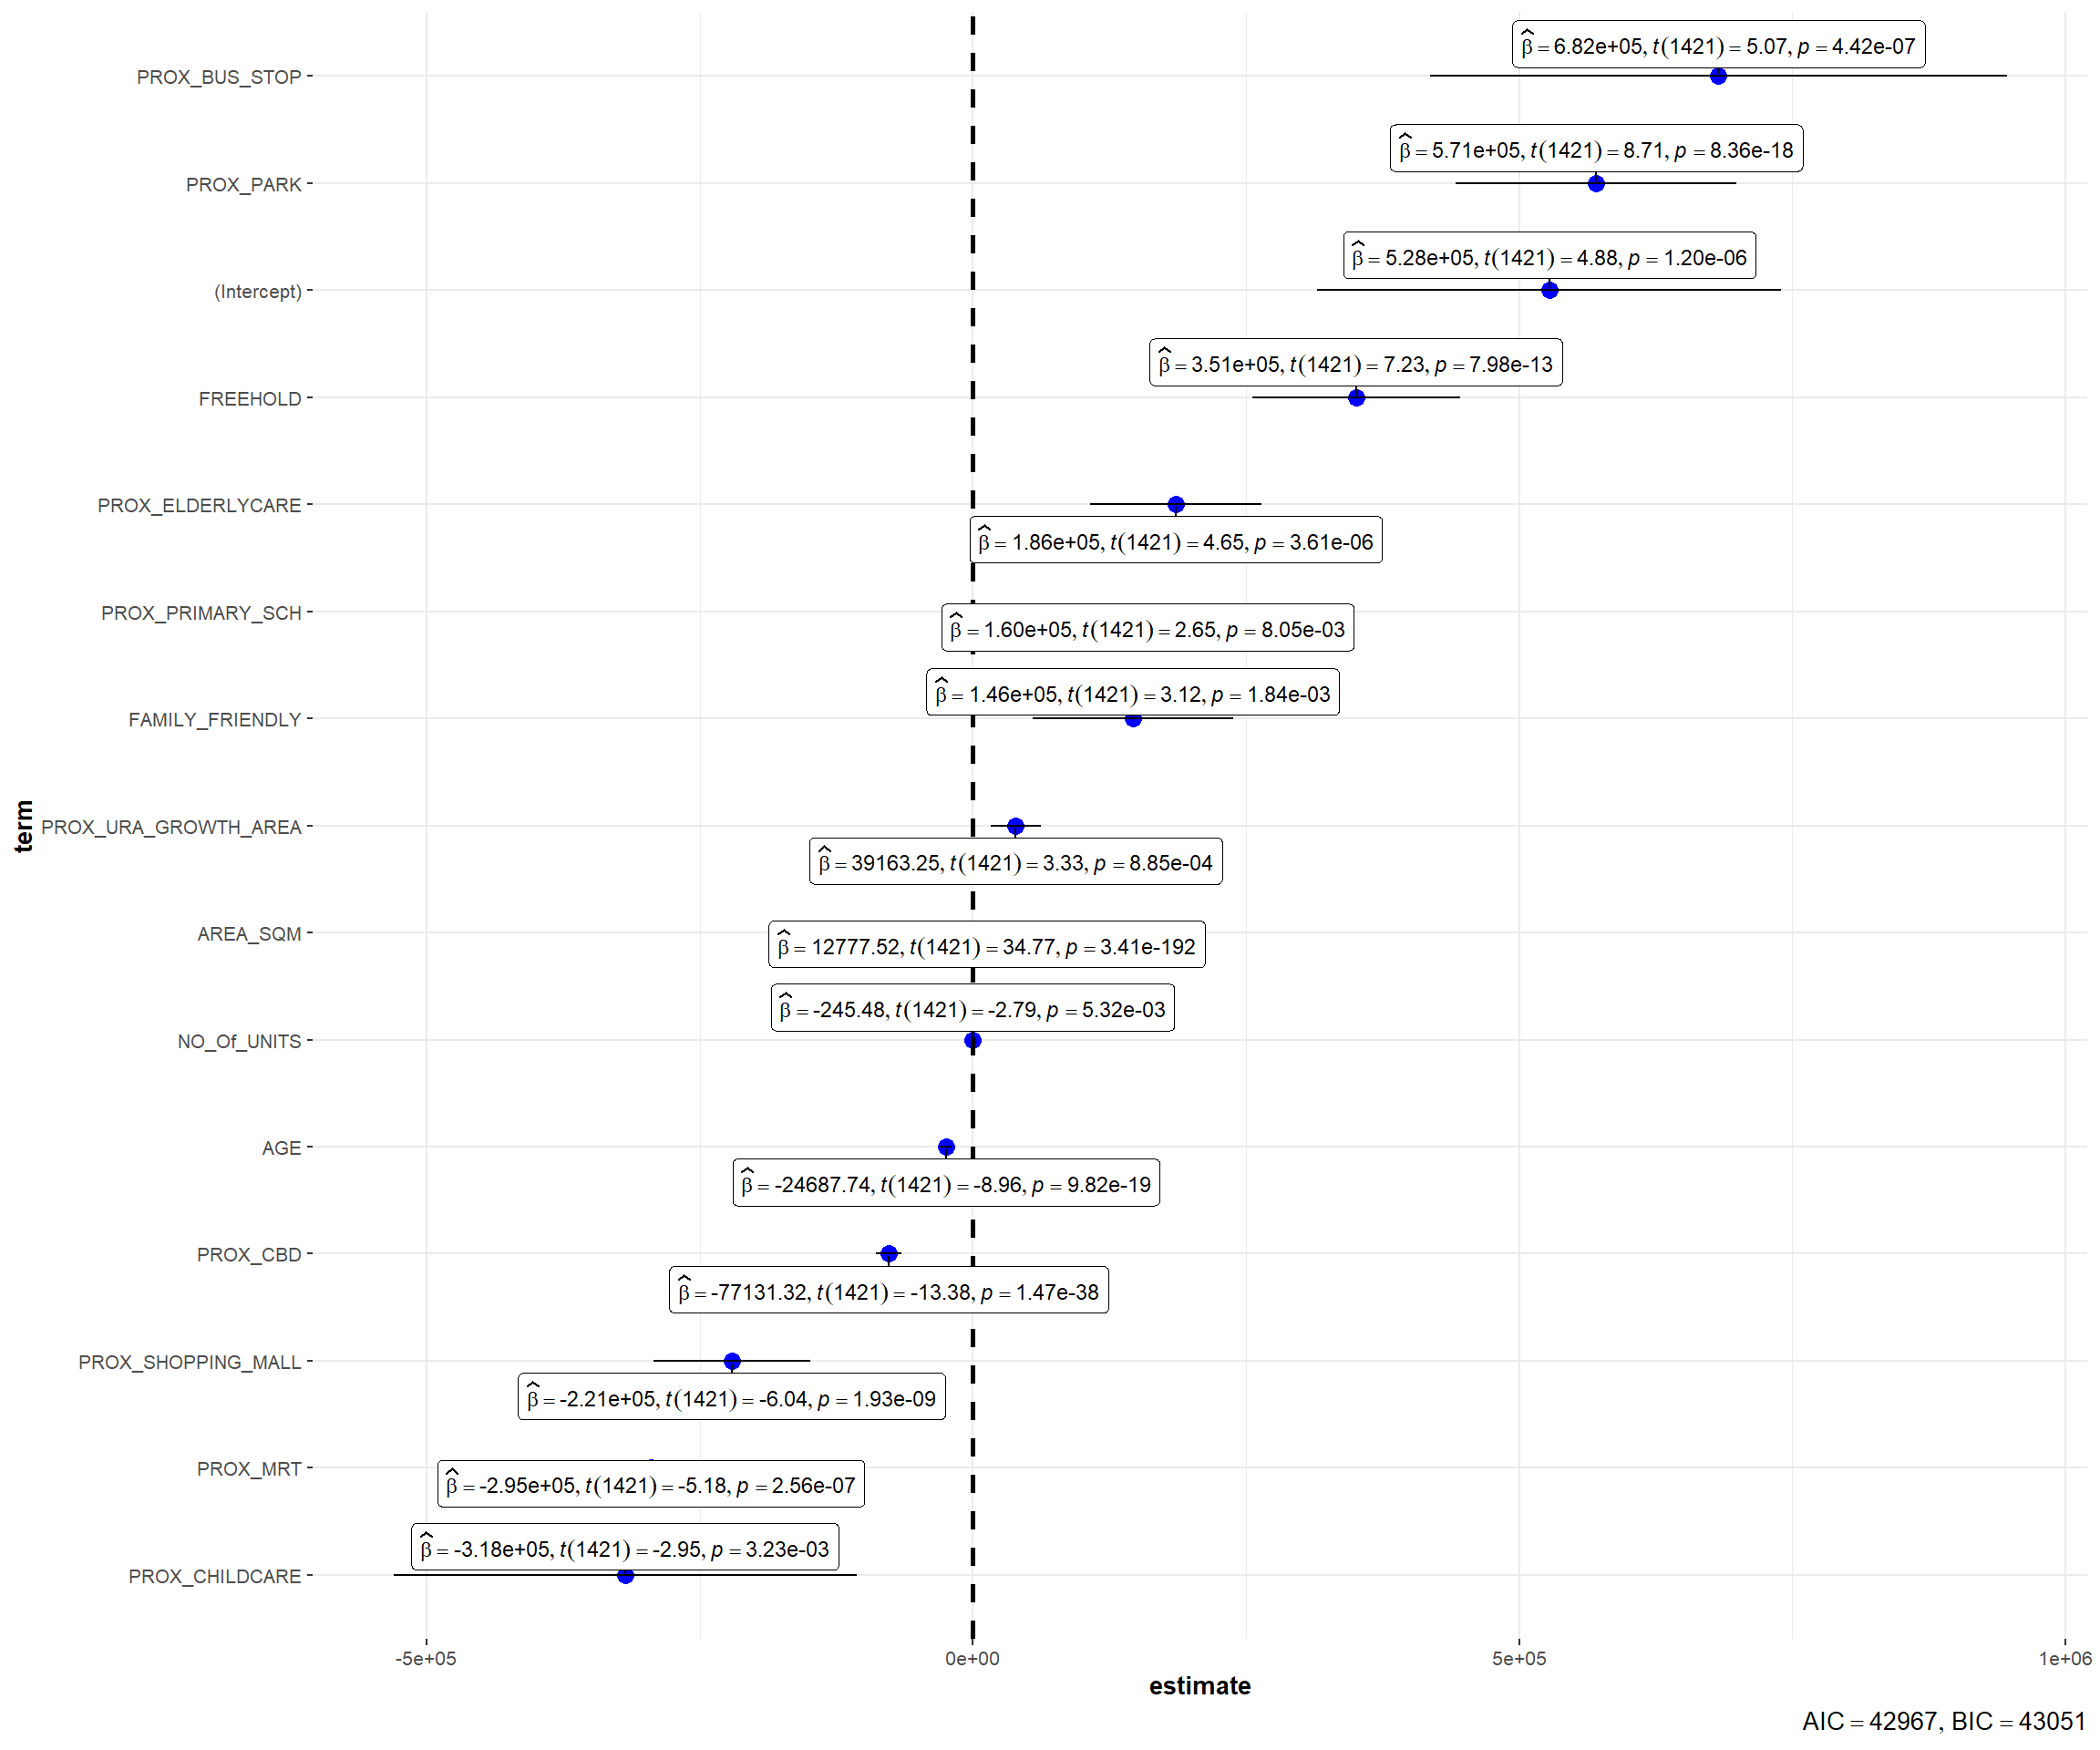 β̂ = 6.82e+05, t(1421) = 5.07, p = 4.42e-07
PROX_BUS_STOP
β̂ = 5.71e+05, t(1421) = 8.71, p = 8.36e-18
PROX_PARK
β̂ = 5.28e+05, t(1421) = 4.88, p = 1.20e-06
(Intercept)
β̂ = 3.51e+05, t(1421) = 7.23, p = 7.98e-13
FREEHOLD
PROX_ELDERLYCARE
β̂ = 1.86e+05, t(1421) = 4.65, p = 3.61e-06
PROX_PRIMARY_SCH
β̂ = 1.60e+05, t(1421) = 2.65, p = 8.05e-03
β̂ = 1.46e+05, t(1421) = 3.12, p = 1.84e-03
FAMILY_FRIENDLY
term
PROX_URA_GROWTH_AREA
β̂ = 39163.25, t(1421) = 3.33, p = 8.85e-04
AREA_SQM
β̂ = 12777.52, t(1421) = 34.77, p = 3.41e-192
β̂ = -245.48, t(1421) = -2.79, p = 5.32e-03
NO_Of_UNITS
AGE
β̂ = -24687.74, t(1421) = -8.96, p = 9.82e-19
PROX_CBD
β̂ = -77131.32, t(1421) = -13.38, p = 1.47e-38
PROX_SHOPPING_MALL
β̂ = -2.21e+05, t(1421) = -6.04, p = 1.93e-09
PROX_MRT
β̂ = -2.95e+05, t(1421) = -5.18, p = 2.56e-07
β̂ = -3.18e+05, t(1421) = -2.95, p = 3.23e-03
PROX_CHILDCARE
-5e+05 0e+00 5e+05 1e+06
estimate
AIC = 42967, BIC = 43051